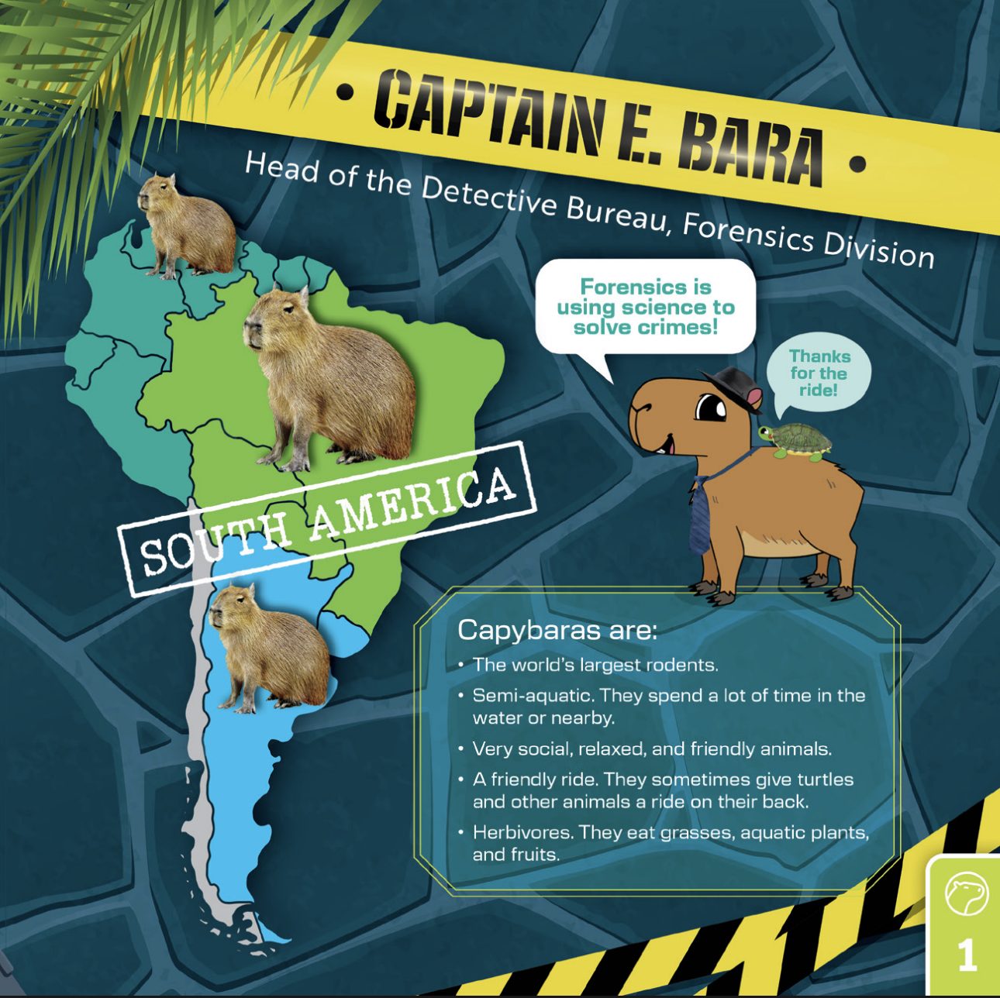 • CAPTAIN E. BARA •
Head of the Detective Bureau, Forensics Division
Forensics is
using science to
solve crimes!
Thanks
for the
ride!
SOUTH AMERICA
Capybaras are:
• The world's largest rodents.
• Semi-aquatic. They spend a lot of time in the
water or nearby.
• Very social, relaxed, and friendly animals.
• A friendly ride. They sometimes give turtles
and other animals a ride on their back.
• Herbivores. They eat grasses, aquatic plants,
and fruits.
1